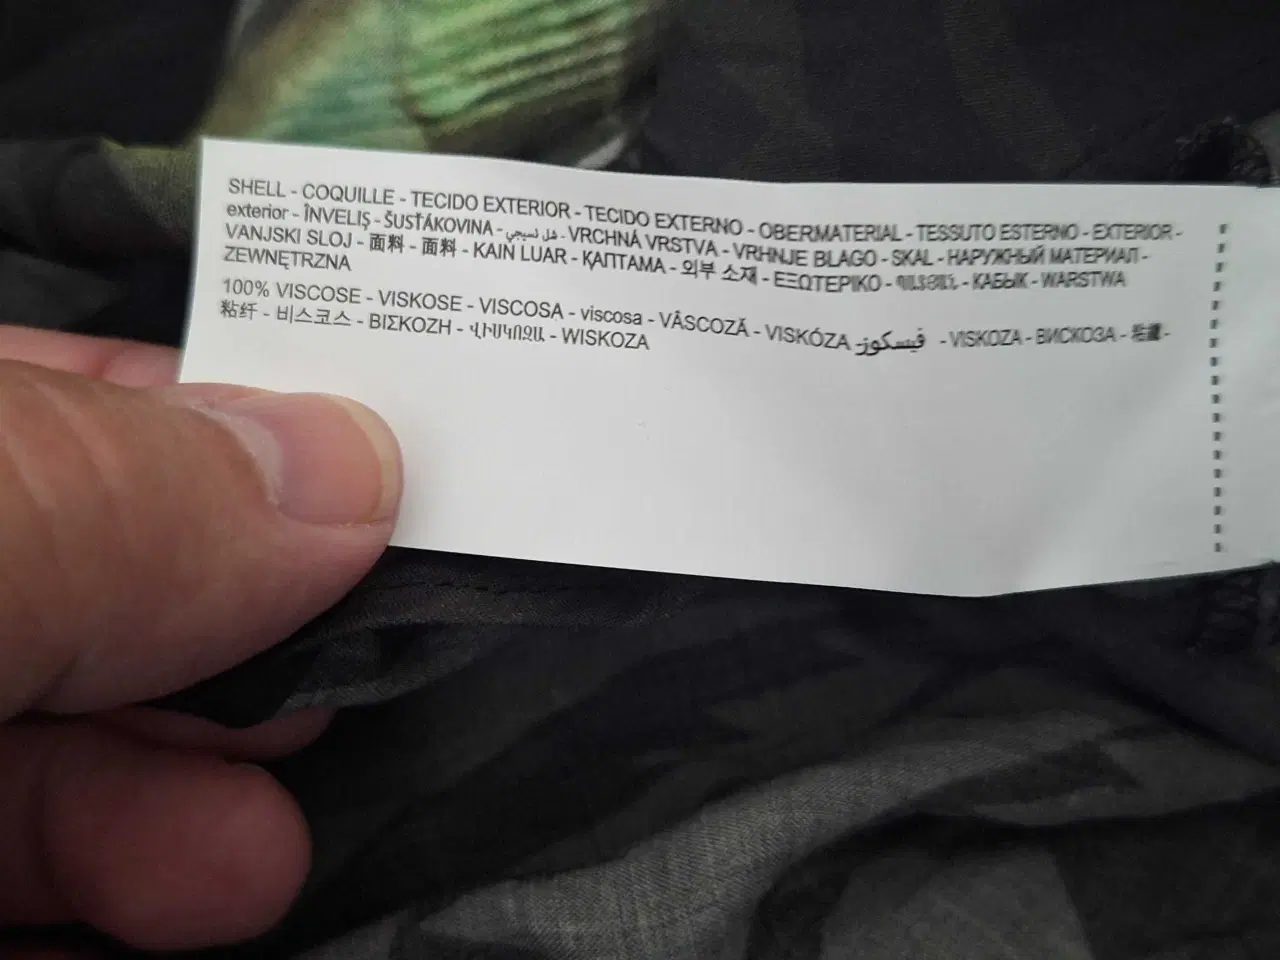 SHELL - COQUILLE - TECIDO EXTERIOR - TECIDO EXTERNO - OBERMATERIAL - TESSUTO ESTERNO - EXTERIOR -
exterior - ÎNVELIŞ - ŠUSŤÁKOVINA - - VRCHNÁ VRSTVA - VRHNJE BLAGO - SKAL - НАРУЖНЫЙ МАТЕРИАЛ -
VANJSKI SLOJ - 面料 - 面料 - KAIN LUAR - ҚАПТАМА - 외부 소재 - ΕΞΩΤΕΡΙΚΟ - - КАБЫК - WARSTWA
ZEWNĘTRZNA
100% VISCOSE - VISKOSE - VISCOSA - viscosa - VÂSCOZĂ - VISKÓZA فيسكوز- - VISKOZA - ВИСКОЗА - 粘纖 -
粘纤 - 비스코스 - ΒΙΣΚΟΖΗ - ՎԻՍԿՈԶԱ - WISKOZA